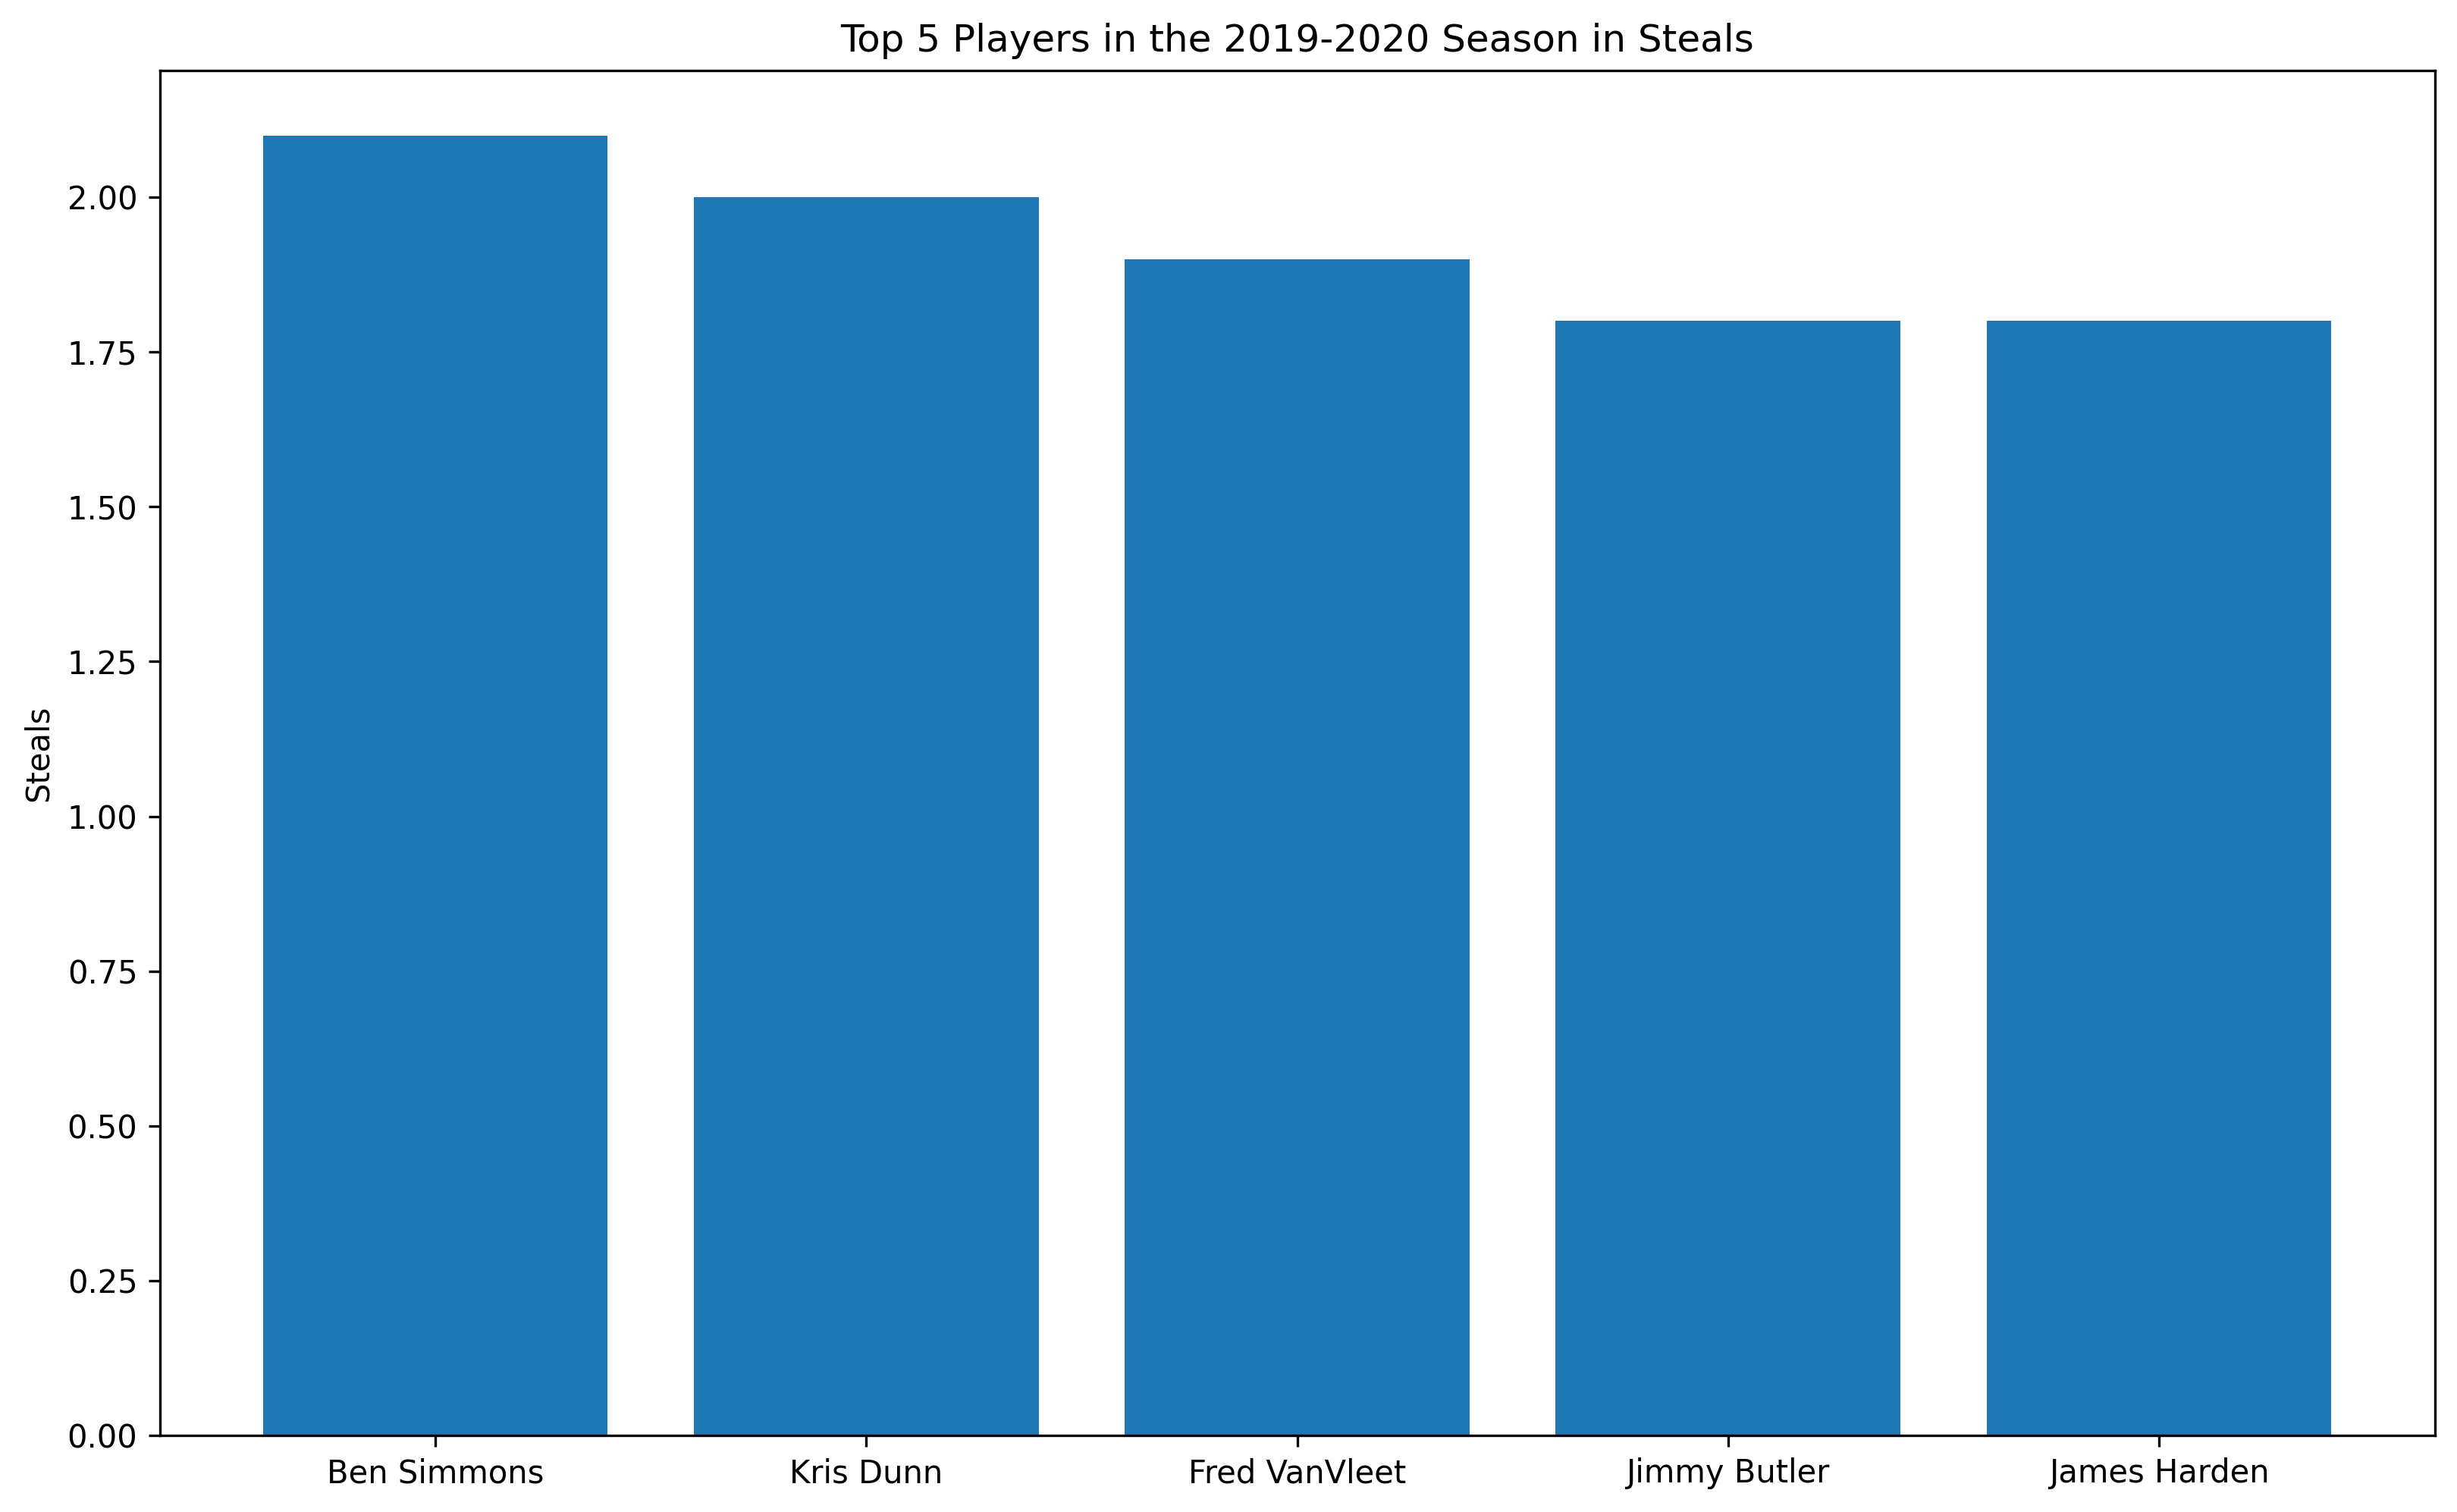 Top 5 Players in the 2019-2020 Season in Steals
2.00
1.75
1.50
1.25
1.00
0.75
0.50
0.25
0.00
Steals
Ben Simmons
Kris Dunn
Fred VanVleet
Jimmy Butler
James Harden